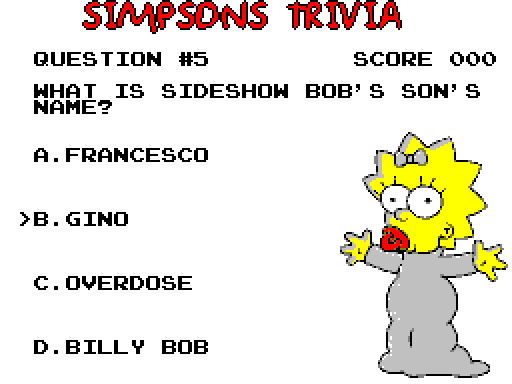 SIMPSONS TRIVIA
QUESTION #5 SCORE 000
WHAT IS SIDESHOW BOB'S SON'S
NAME?
A.FRANCESCO
>B.GINO
C.OVERDOSE
D.BILLY BOB